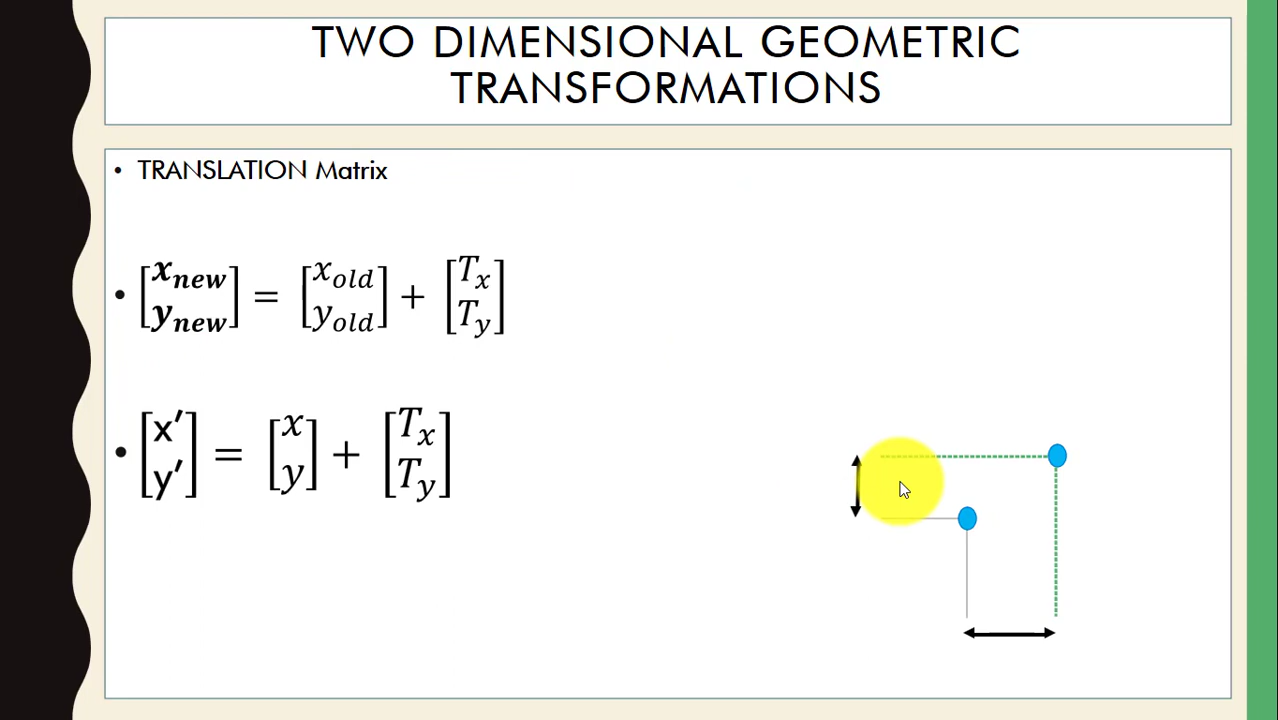 TWO DIMENSIONAL GEOMETRIC
TRANSFORMATIONS
• TRANSLATION Matrix
• [x_new y_new] = [x_old y_old] + [T_x T_y]
• [x′ y′] = [x y] + [T_x T_y]